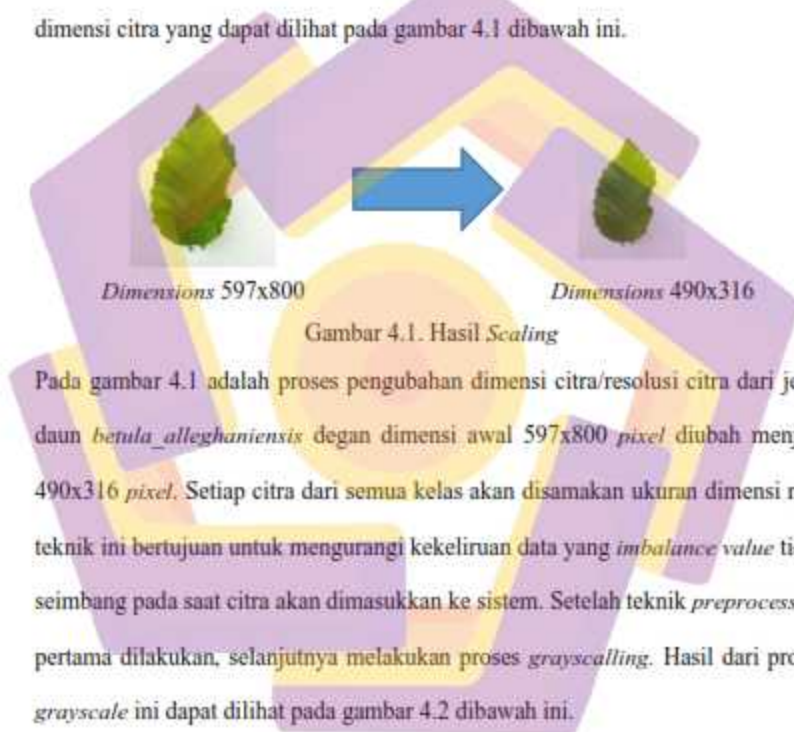 dimensi citra yang dapat dilihat pada gambar 4.1 dibawah ini.
Dimensions 597x800
Dimensions 490x316
Gambar 4.1. Hasil Scaling
Pada gambar 4.1 adalah proses pengubahan dimensi citra/resolusi citra dari je
daun betula_alleghaniensis degan dimensi awal 597x800 pixel diubah menj
490x316 pixel. Setiap citra dari semua kelas akan disamakan ukuran dimensi n
teknik ini bertujuan untuk mengurangi kekeliruan data yang imbalance value ti
seimbang pada saat citra akan dimasukkan ke sistem. Setelah teknik preprocess
pertama dilakukan, selanjutnya melakukan proses grayscalling. Hasil dari pro
grayscale ini dapat dilihat pada gambar 4.2 dibawah ini.